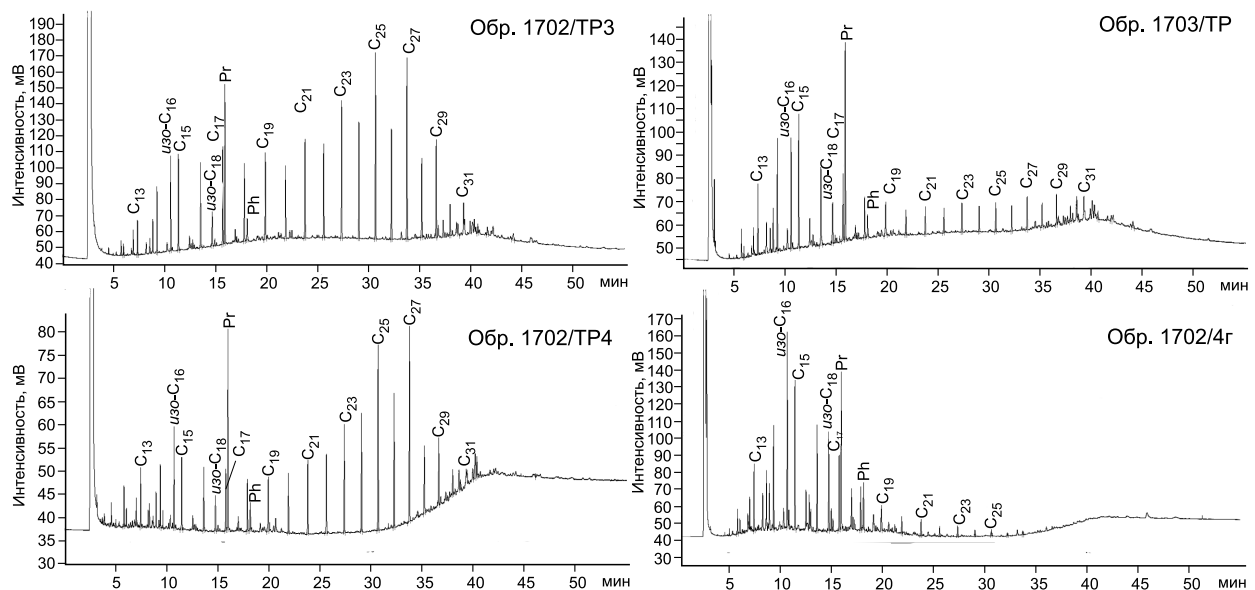 Обр. 1702/ТР3
Интенсивность, мВ
190
180
170
160
150
140
130
120
110
100
90
80
70
60
50
40
C13
изо-C16
C15
изо-C18
C17
Pr
Ph
C19
C21
C23
C25
C27
C29
C31
5 10 15 20 25 30 35 40 45 50 мин
Обр. 1703/ТР
Интенсивность, мВ
140
130
120
110
100
90
80
70
60
50
C13
изо-C16
C15
изо-C18
C17
Pr
Ph
C19
C21
C23
C25
C27
C29
C31
5 10 15 20 25 30 35 40 45 50 мин
Обр. 1702/ТР4
Интенсивность, мВ
80
75
70
65
60
55
50
45
40
35
30
C13
изо-C16
C15
изо-C18
Pr
C17
Ph
C19
C21
C23
C25
C27
C29
C31
5 10 15 20 25 30 35 40 45 50 мин
Обр. 1702/4г
Интенсивность, мВ
170
160
150
140
130
120
110
100
90
80
70
60
50
40
30
C13
изо-C16
C15
изо-C18
C17
Pr
Ph
C19
C21
C23
C25
5 10 15 20 25 30 35 40 45 50 мин